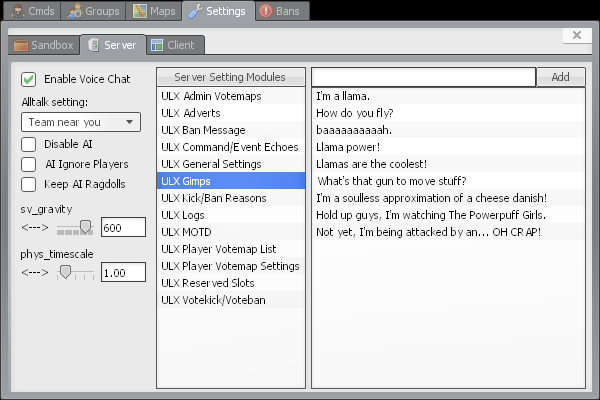 Cmds Groups Maps Settings Bans
Sandbox Server Client
Enable Voice Chat
Alltalk setting:
Team near you
Disable AI
AI Ignore Players
Keep AI Ragdolls
sv_gravity
<---> 600
phys_timescale
<---> 1.00
Server Setting Modules
ULX Admin Votemaps
ULX Adverts
ULX Ban Message
ULX Command/Event Echoes
ULX General Settings
ULX Gimps
ULX Kick/Ban Reasons
ULX Logs
ULX MOTD
ULX Player Votemap List
ULX Player Votemap Settings
ULX Reserved Slots
ULX Votekick/Voteban
Add
I'm a llama.
How do you fly?
baaaaaaaaaah.
Llama power!
Llamas are the coolest!
What's that gun to move stuff?
I'm a soulless approximation of a cheese danish!
Hold up guys, I'm watching The Powerpuff Girls.
Not yet, I'm being attacked by an... OH CRAP!